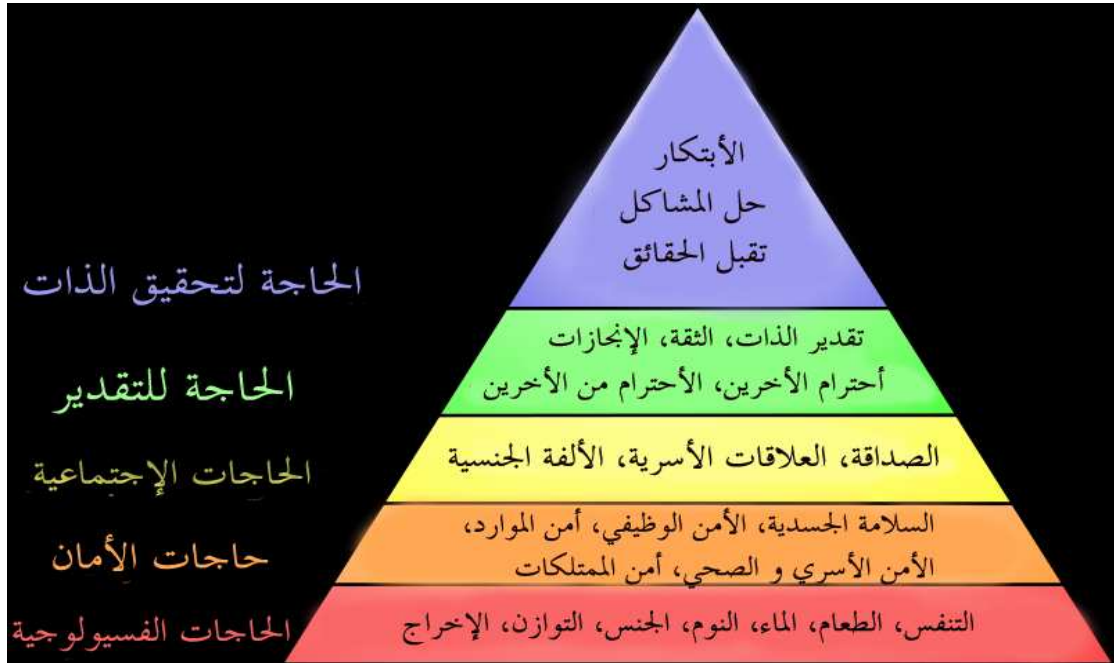 الأبتكار
حل المشاكل
تقبل الحقائق
الحاجة لتحقيق الذات
تقدير الذات، الثقة، الإنجازات
أحترام الأخرين، الأحترام من الأخرين
الحاجة للتقدير
الصداقة، العلاقات الأسرية، الألفة الجنسية
الحاجات الإجتماعية
السلامة الجسدية، الأمن الوظيفي، أمن الموارد،
الأمن الأسري و الصحي، أمن الممتلكات
حاجات الأمان
التنفس، الطعام، الماء، النوم، الجنس، التوازن، الإخراج
الحاجات الفسيولوجية